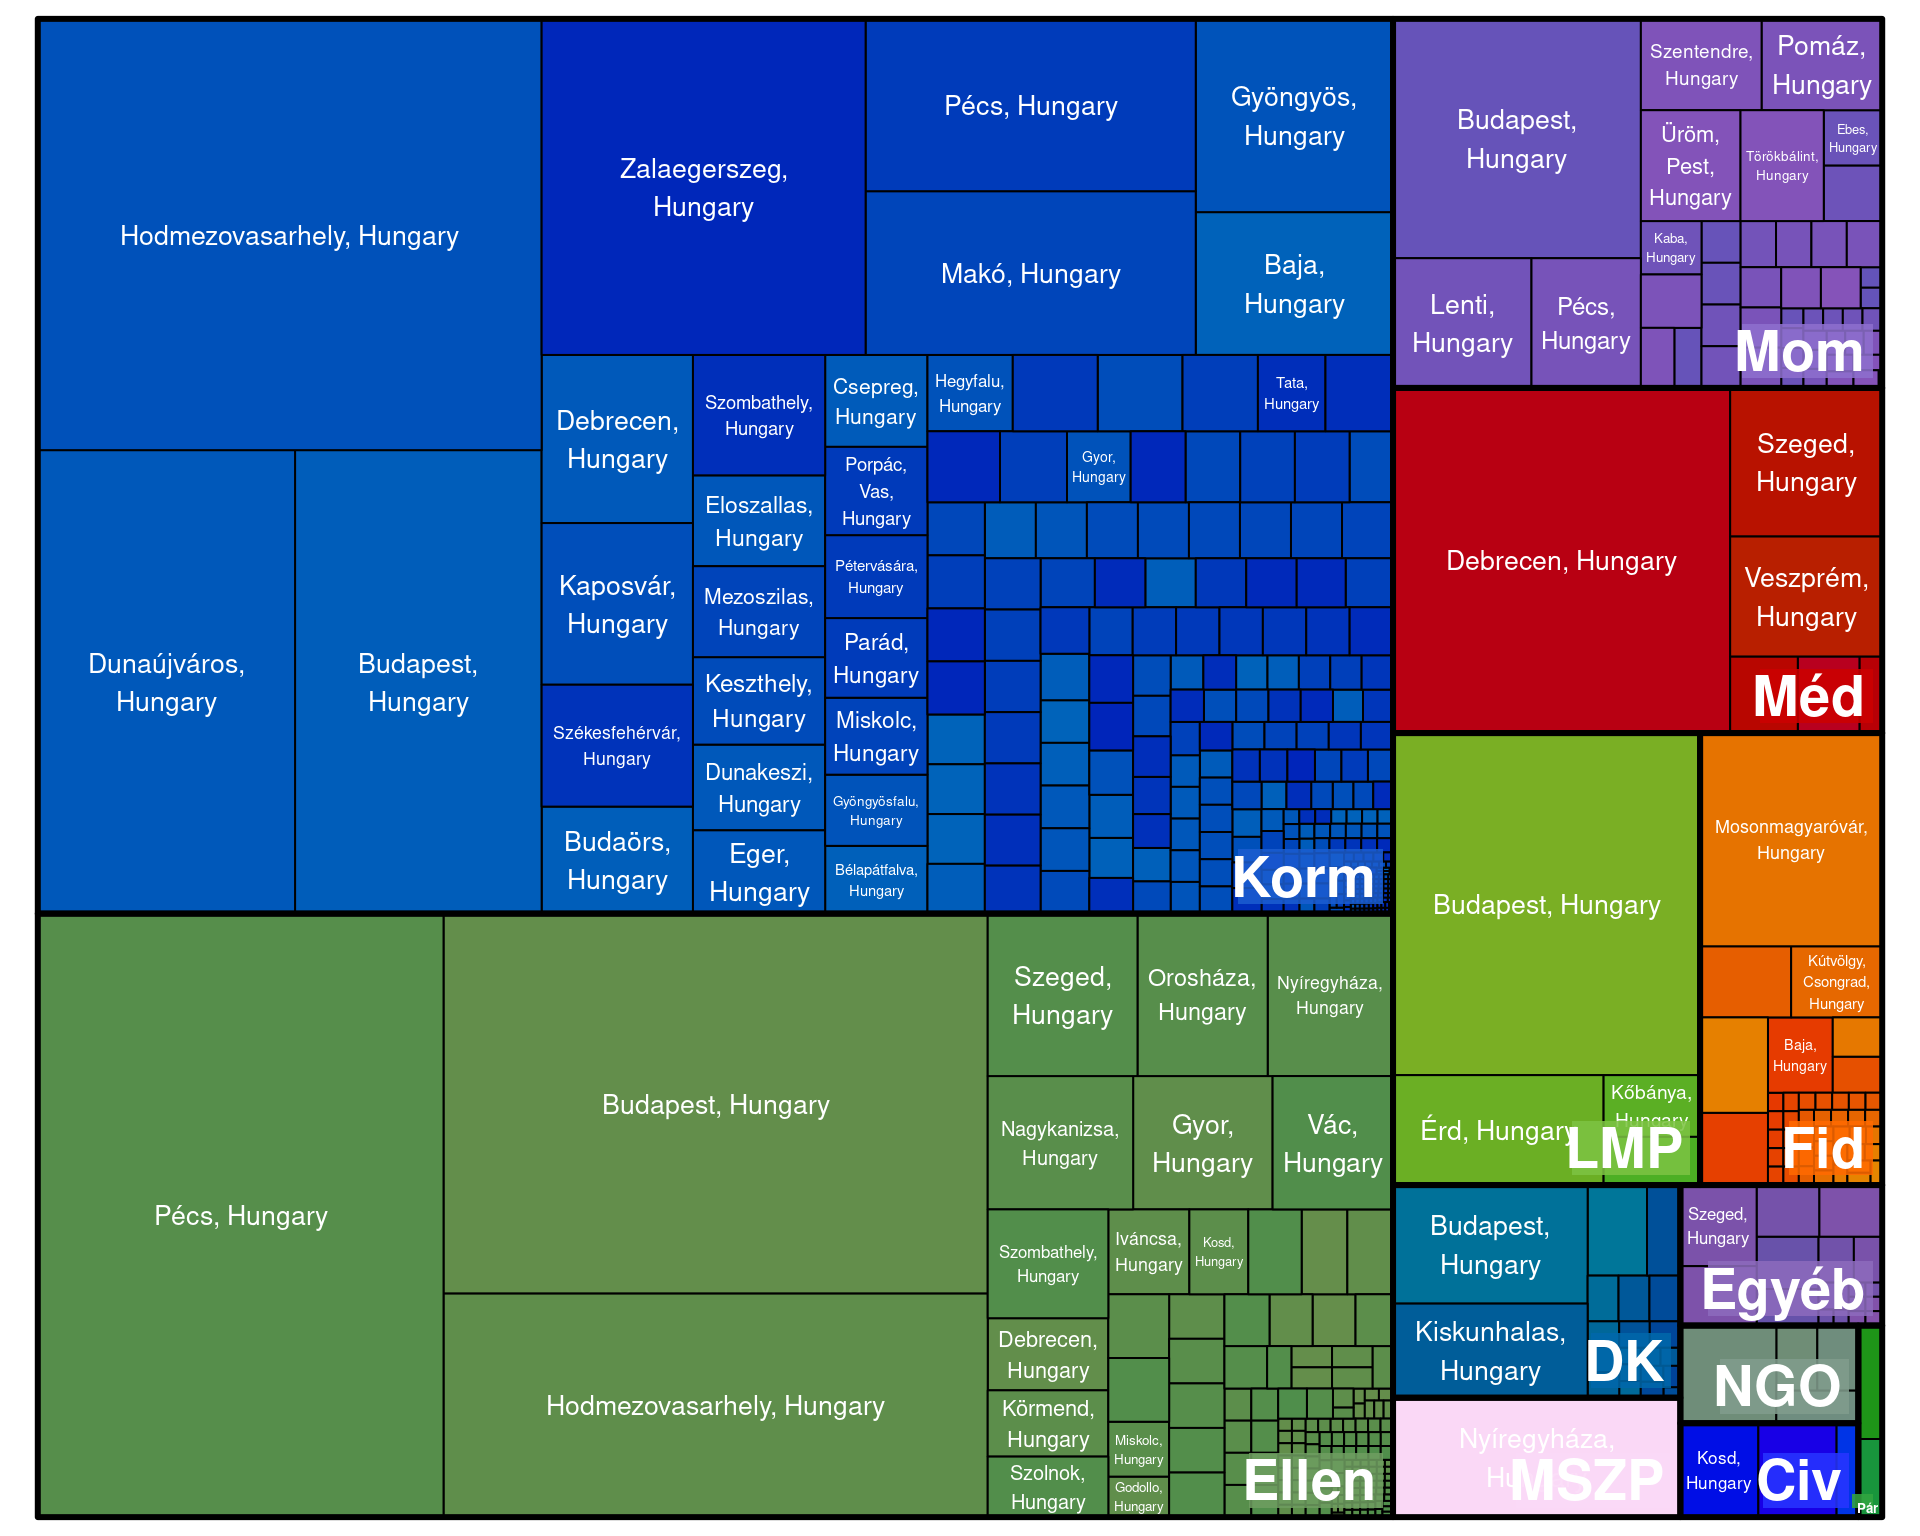 Hodmezovasarhely, Hungary
Zalaegerszeg,
Hungary
Pécs, Hungary
Makó, Hungary
Gyöngyös,
Hungary
Baja,
Hungary
Dunaújváros,
Hungary
Budapest,
Hungary
Debrecen,
Hungary
Kaposvár,
Hungary
Székesfehérvár,
Hungary
Budaörs,
Hungary
Szombathely,
Hungary
Eloszallas,
Hungary
Mezoszilas,
Hungary
Keszthely,
Hungary
Dunakeszi,
Hungary
Eger,
Hungary
Csepreg,
Hungary
Porpác,
Vas,
Hungary
Pétervására,
Hungary
Parád,
Hungary
Miskolc,
Hungary
Gyöngyösfalu,
Hungary
Bélapátfalva,
Hungary
Hegyfalu,
Hungary
Tata,
Hungary
Gyor,
Hungary
Korm
Pécs, Hungary
Budapest, Hungary
Hodmezovasarhely, Hungary
Szeged,
Hungary
Orosháza,
Hungary
Nyíregyháza,
Hungary
Nagykanizsa,
Hungary
Gyor,
Hungary
Vác,
Hungary
Szombathely,
Hungary
Iváncsa,
Hungary
Kosd,
Hungary
Debrecen,
Hungary
Körmend,
Hungary
Szolnok,
Hungary
Miskolc,
Hungary
Godollo,
Hungary
Ellen
Budapest,
Hungary
Lenti,
Hungary
Pécs,
Hungary
Szentendre,
Hungary
Pomáz,
Hungary
Üröm,
Pest,
Hungary
Törökbálint,
Hungary
Ebes,
Hungary
Kaba,
Hungary
Mom
Debrecen, Hungary
Szeged,
Hungary
Veszprém,
Hungary
Méd
Budapest, Hungary
Érd, Hungary
Kőbánya,
Hungary
LMP
Mosonmagyaróvár,
Hungary
Kútvölgy,
Csongrad,
Hungary
Baja,
Hungary
Fid
Budapest,
Hungary
Kiskunhalas,
Hungary
DK
Szeged,
Hungary
Egyéb
NGO
Nyíregyháza,
MSZP
Kosd,
Hungary
Civ
Pár